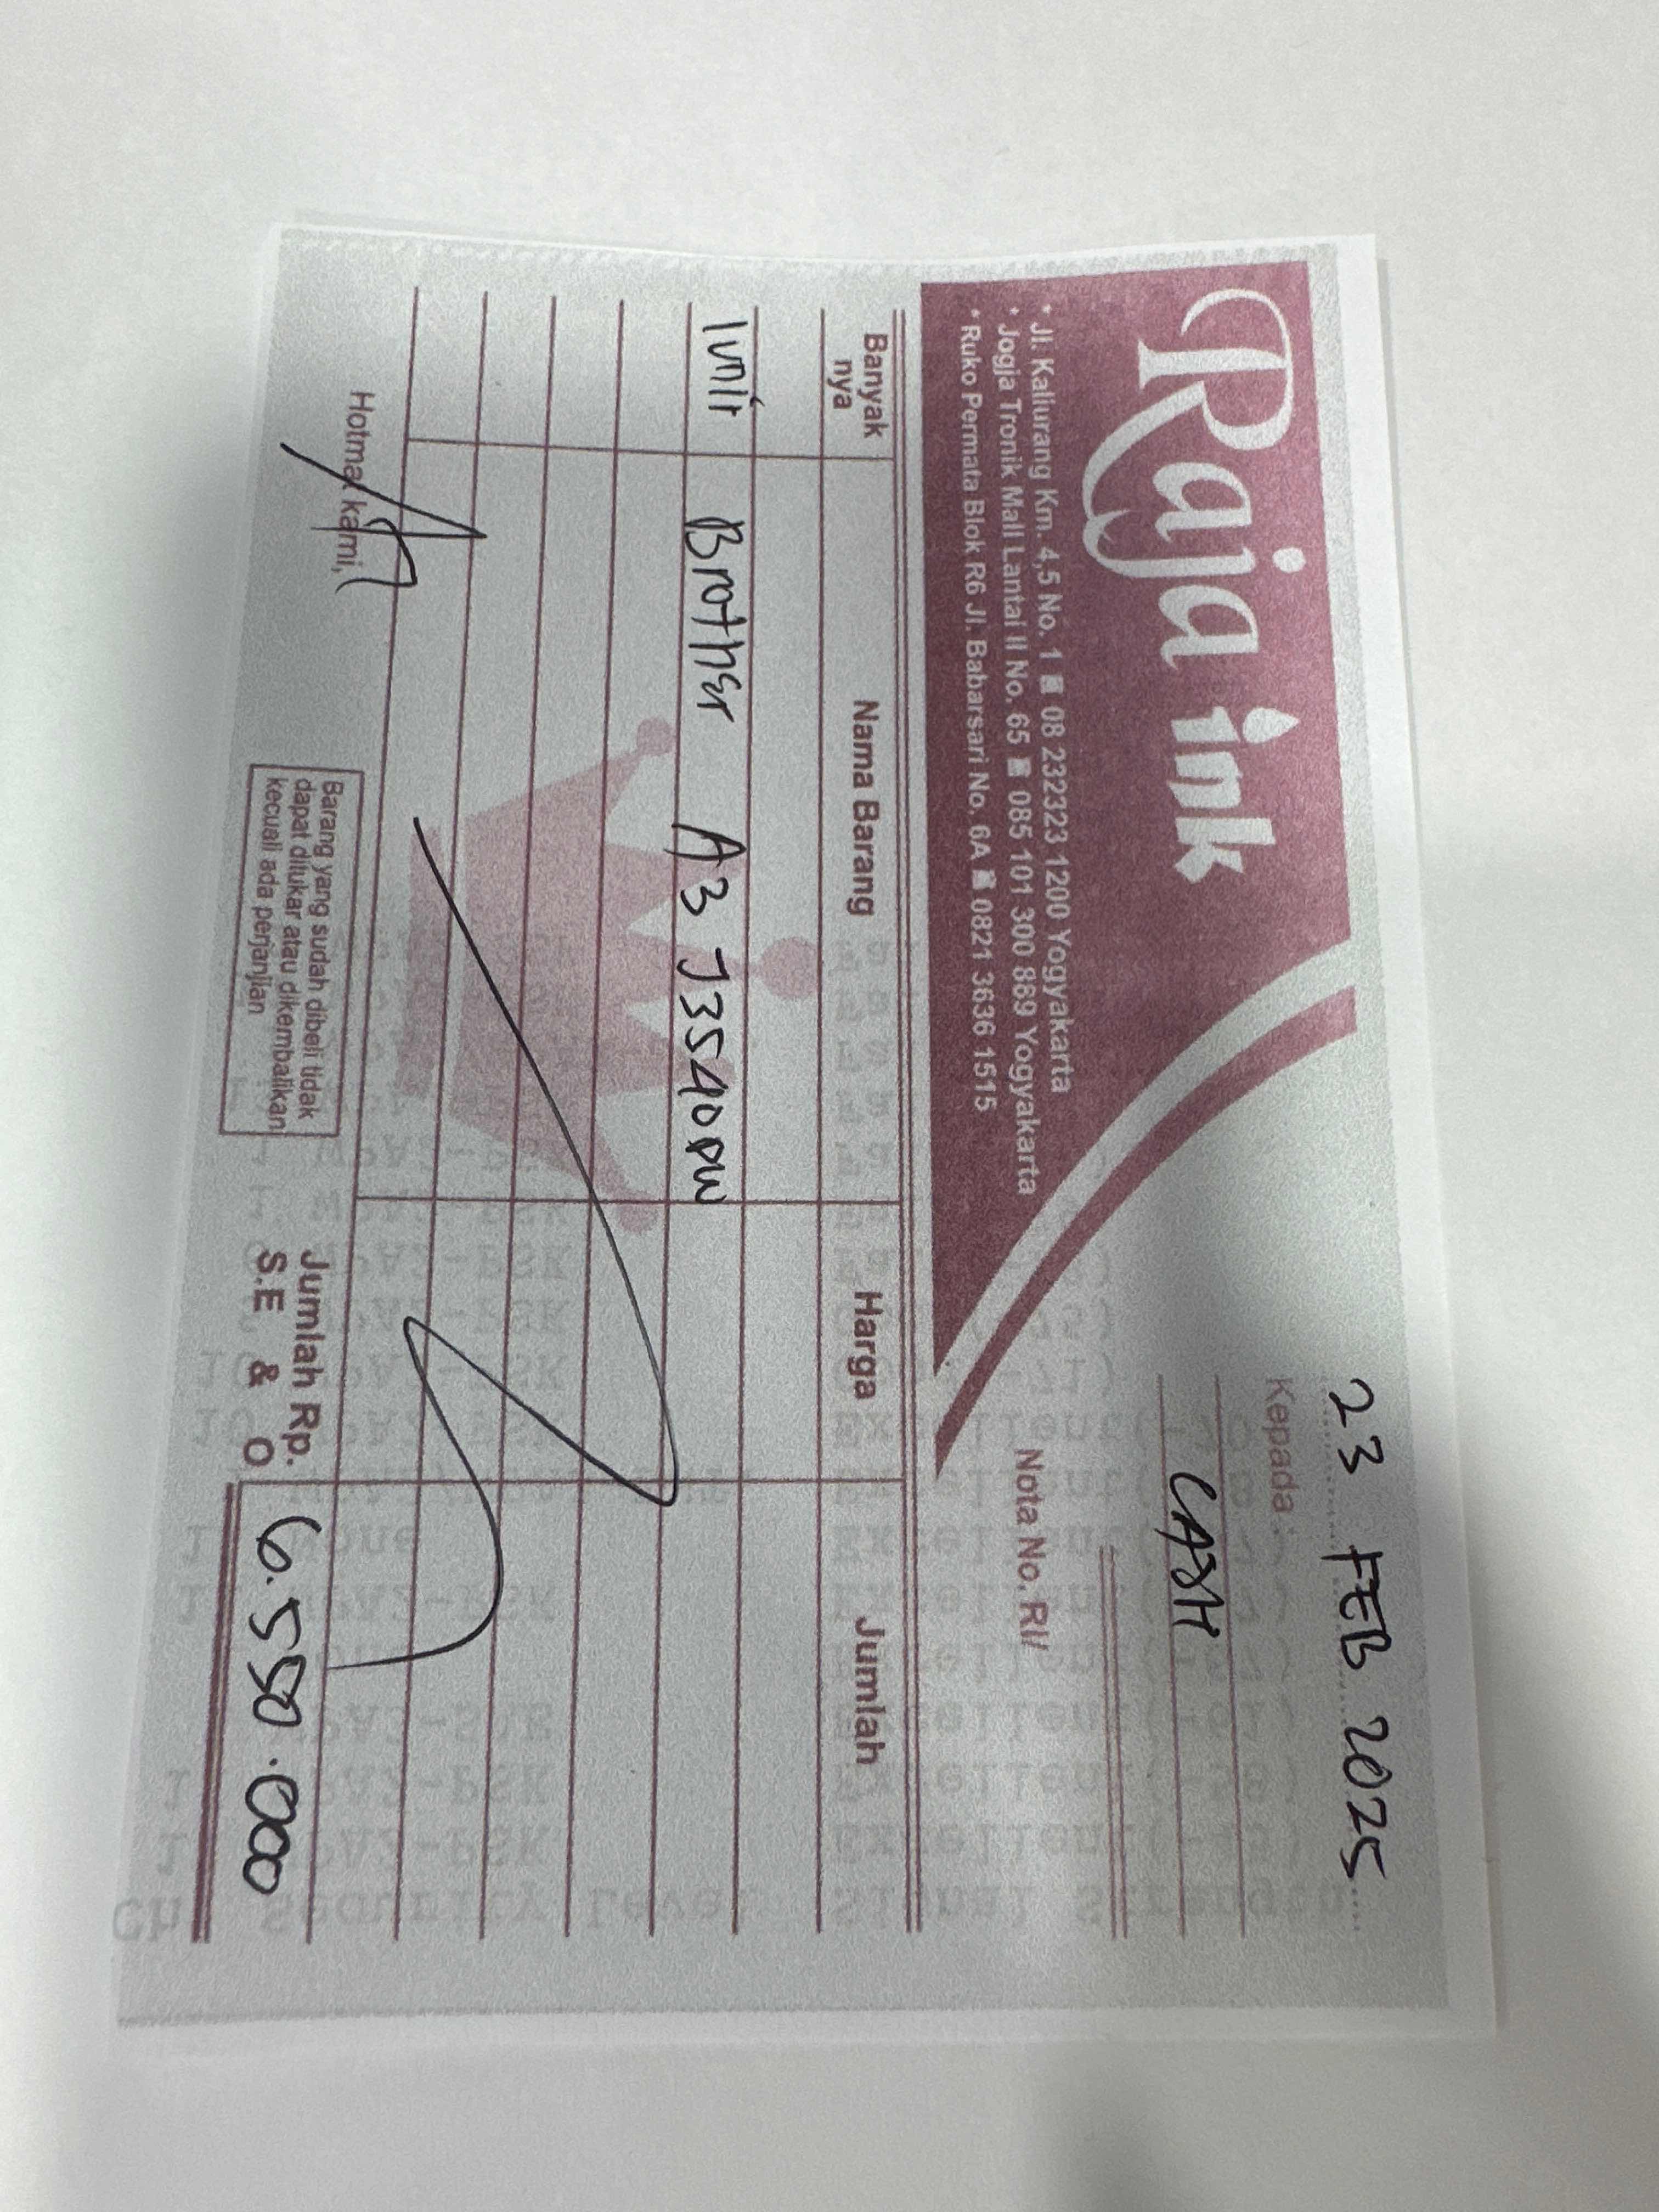 Raja ink
* Jl. Kaliurang Km. 4,5 No. 1 08 232323 1200 Yogyakarta
* Jogja Tronik Mall Lantai II No. 65 085 101 300 889 Yogyakarta
* Ruko Permata Blok R6 Jl. Babarsari No. 6A 0821 3636 1515
23 FEB 2025
Kepada :
CASH
Nota No. RI/
Banyak nya Nama Barang Harga Jumlah
1 unit Brother A3 J3540DW
Hormat kami,
Barang yang sudah dibeli tidak
dapat ditukar atau dikembalikan
kecuali ada perjanjian
Jumlah Rp. 6.550.000
S.E & O